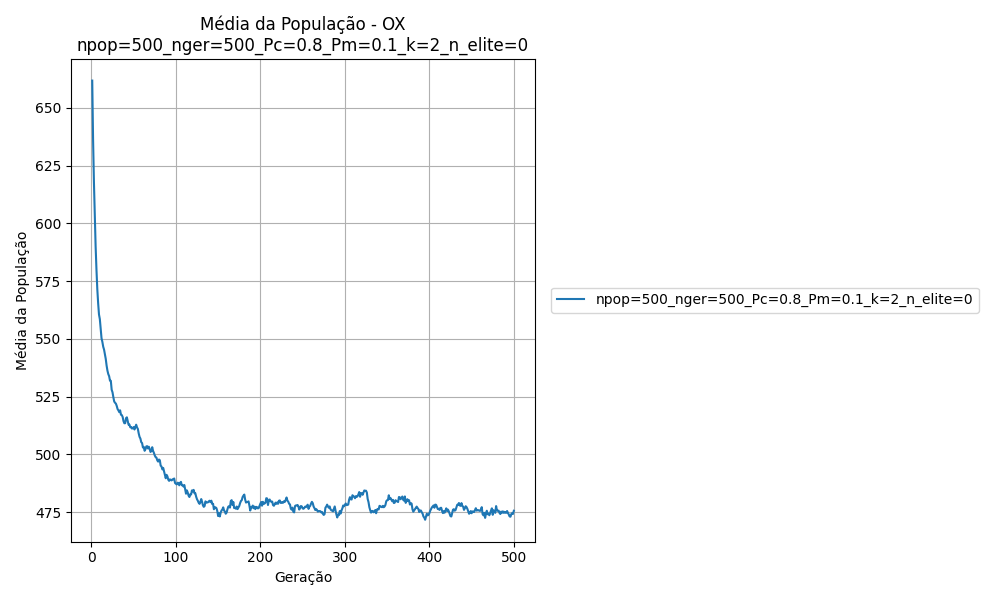 Média da População - OX
npop=500_nger=500_Pc=0.8_Pm=0.1_k=2_n_elite=0
Média da População
650
625
600
575
550
525
500
475
0 100 200 300 400 500
Geração
npop=500_nger=500_Pc=0.8_Pm=0.1_k=2_n_elite=0